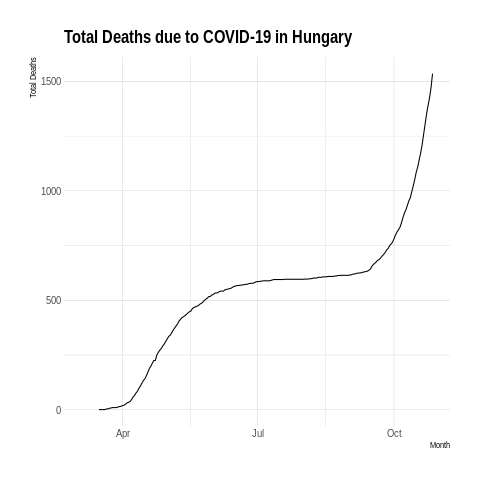 Total Deaths due to COVID-19 in Hungary
Total Deaths
1500
1000
500
0
Apr
Jul
Oct
Month